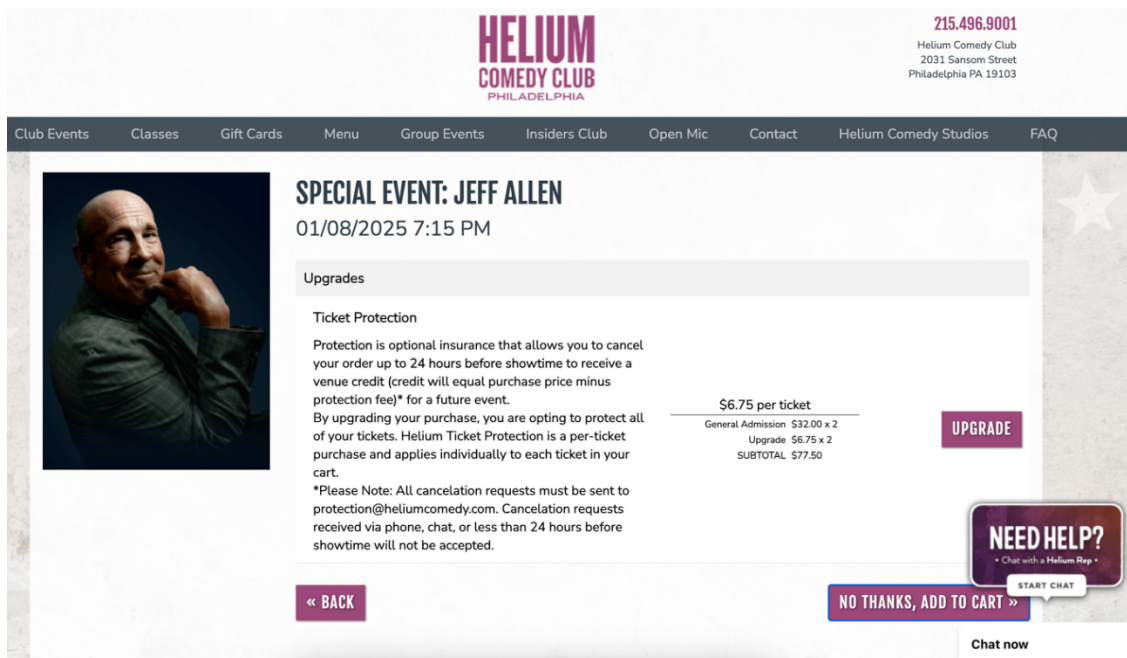 HELIUM
COMEDY CLUB
PHILADELPHIA
215.496.9001
Helium Comedy Club
2031 Sansom Street
Philadelphia PA 19103
Club Events Classes Gift Cards Menu Group Events Insiders Club Open Mic Contact Helium Comedy Studios FAQ
SPECIAL EVENT: JEFF ALLEN
01/08/2025 7:15 PM
Upgrades
Ticket Protection
Protection is optional insurance that allows you to cancel
your order up to 24 hours before showtime to receive a
venue credit (credit will equal purchase price minus
protection fee)* for a future event.
By upgrading your purchase, you are opting to protect all
of your tickets. Helium Ticket Protection is a per-ticket
purchase and applies individually to each ticket in your
cart.
*Please Note: All cancelation requests must be sent to
protection@heliumcomedy.com. Cancelation requests
received via phone, chat, or less than 24 hours before
showtime will not be accepted.
$6.75 per ticket
General Admission $32.00 x 2
Upgrade $6.75 x 2
SUBTOTAL $77.50
UPGRADE
« BACK
NO THANKS, ADD TO CART »
NEED HELP?
• Chat with a Helium Rep •
START CHAT
Chat now